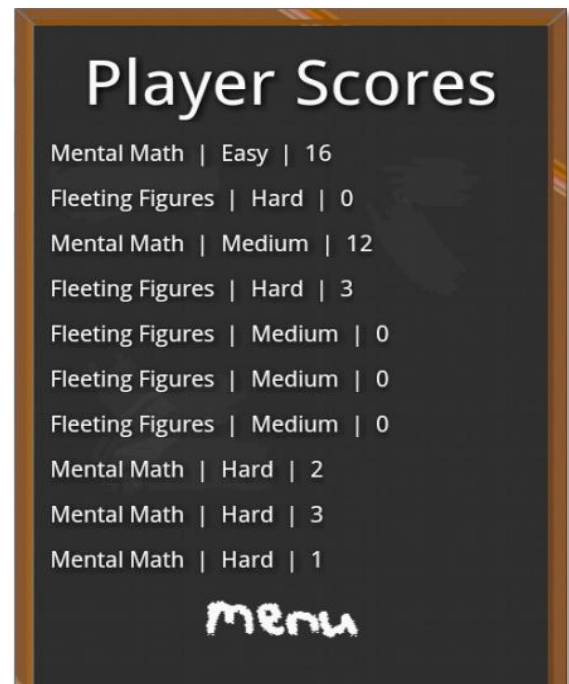 Player Scores
Mental Math | Easy | 16
Fleeting Figures | Hard | 0
Mental Math | Medium | 12
Fleeting Figures | Hard | 3
Fleeting Figures | Medium | 0
Fleeting Figures | Medium | 0
Fleeting Figures | Medium | 0
Mental Math | Hard | 2
Mental Math | Hard | 3
Mental Math | Hard | 1
menu